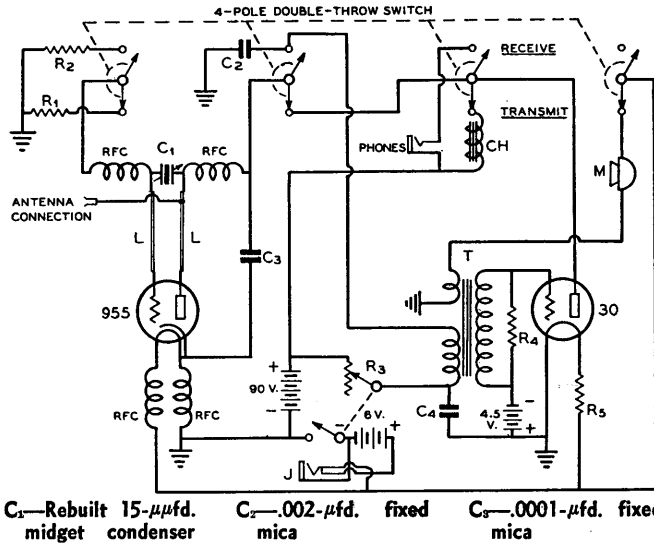 4-POLE DOUBLE-THROW SWITCH
R2
C2
RECEIVE
R1
TRANSMIT
RFC C1 RFC
PHONES
CH
M
ANTENNA
CONNECTION
L L
C3
T
955
30
R4
+
90 V.
-
R3
R5
RFC RFC
- 6 V. +
C4
4.5
V.
-
+
J
C1—Rebuilt 15-μμfd. midget condenser
C2—.002-μfd. fixed mica
C3—.0001-μfd. fixed mica